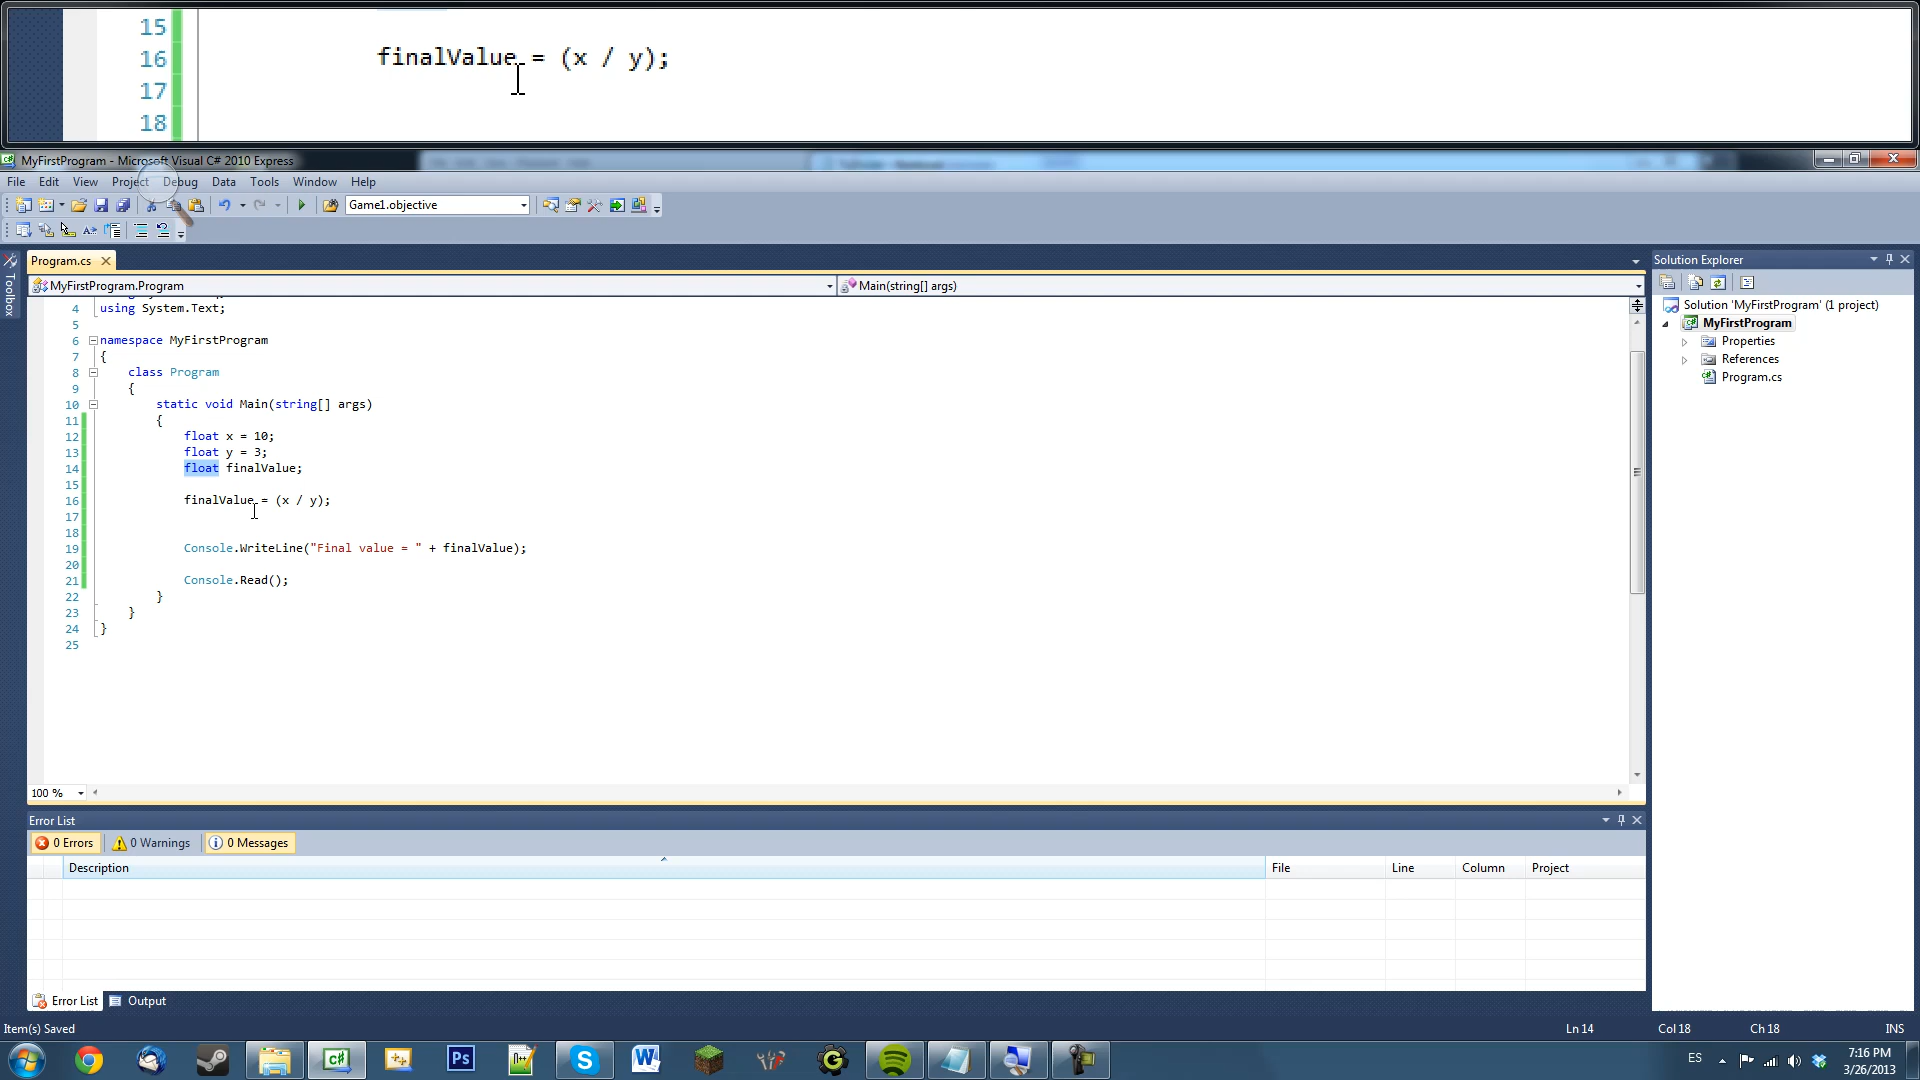 15
16 finalValue = (x / y);
17
18
MyFirstProgram - Microsoft Visual C# 2010 Express
File Edit View Project Debug Data Tools Window Help
Game1.objective
Toolbox
Program.cs
MyFirstProgram.Program
Main(string[] args)
4 using System.Text;
5
6 namespace MyFirstProgram
7 {
8 class Program
9 {
10 static void Main(string[] args)
11 {
12 float x = 10;
13 float y = 3;
14 float finalValue;
15
16 finalValue = (x / y);
17
18
19 Console.WriteLine("Final value = " + finalValue);
20
21 Console.Read();
22 }
23 }
24 }
25
100 %
Solution Explorer
Solution 'MyFirstProgram' (1 project)
MyFirstProgram
Properties
References
Program.cs
Error List
0 Errors 0 Warnings 0 Messages
Description File Line Column Project
Error List Output
Item(s) Saved Ln 14 Col 18 Ch 18 INS
C# Ps W ES
7:16 PM
3/26/2013